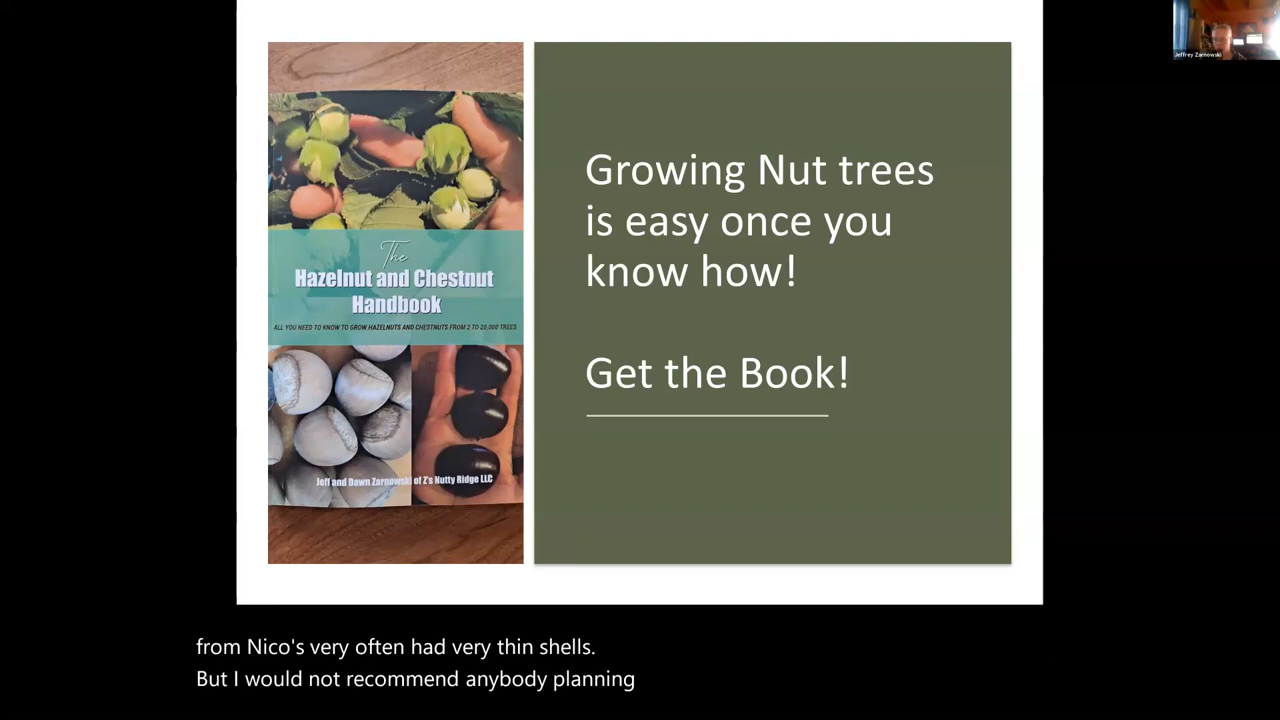 Jeffrey Zarnowski
The
Hazelnut and Chestnut
Handbook
ALL YOU NEED TO KNOW TO GROW HAZELNUTS AND CHESTNUTS FROM 2 TO 20,000 TREES
Jeff and Dawn Zarnowski of Z's Nutty Ridge LLC
Growing Nut trees
is easy once you
know how!
Get the Book!
from Nico's very often had very thin shells.
But I would not recommend anybody planning